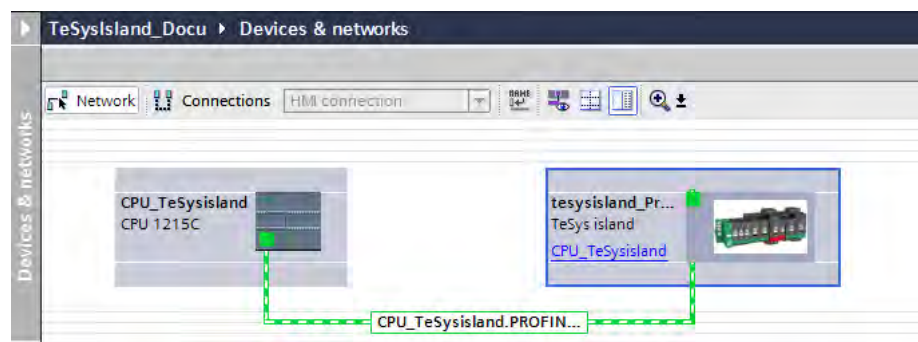 TeSysIsland_Docu ▸ Devices & networks
Network Connections HMI connection
Devices & networks
CPU_TeSysisland
CPU 1215C
tesysisland_Pr...
TeSys island
CPU_TeSysisland
CPU_TeSysisland.PROFIN...